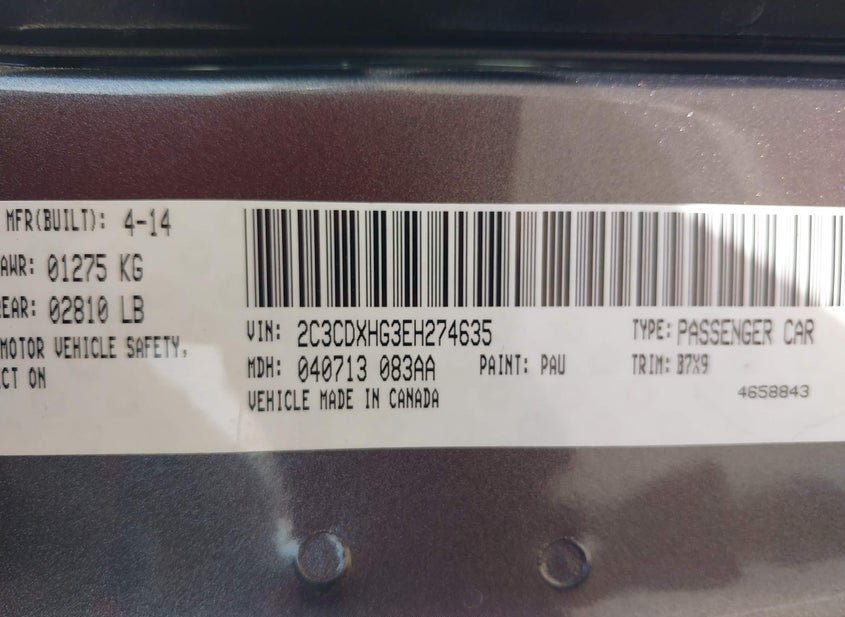 MFR(BUILT): 4-14
AWR: 01275 KG
EAR: 02810 LB
MOTOR VEHICLE SAFETY,
CT ON
VIN: 2C3CDXHG3EH274635 TYPE: PASSENGER CAR
MDH: 040713 083AA PAINT: PAU TRIM: B7X9
VEHICLE MADE IN CANADA 4658843